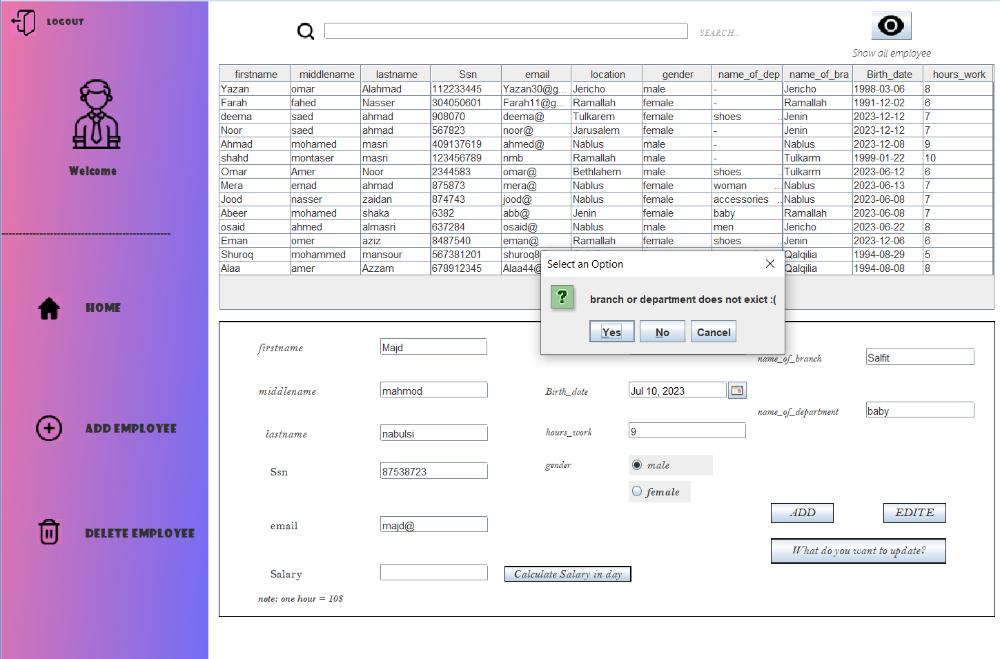 LOGOUT
Welcome
------------------------------------------------
HOME
ADD EMPLOYEE
DELETE EMPLOYEE
SEARCH...
Show all employee
firstname middlename lastname Ssn email location gender name_of_dep name_of_bra Birth_date hours_work
Yazan omar Alahmad 112233445 Yazan30@g... Jericho male - Jericho 1998-03-06 8
Farah fahed Nasser 304050601 Farah11@g... Ramallah female - Ramallah 1991-12-02 6
deema saed ahmad 908070 deema@ Tulkarem female shoes ... Jenin 2023-12-12 7
Noor saed ahmad 567823 noor@ Jarusalem female - Jenin 2023-12-12 7
Ahmad mohamed masri 409137619 ahmed@ Nablus male - Nablus 2023-12-08 9
shahd montaser masri 123456789 nmb Ramallah male - Tulkarm 1999-01-22 10
Omar Amer Noor 2344583 omar@ Bethlahem male shoes ... Tulkarm 2023-06-12 6
Mera emad ahmad 875873 mera@ Nablus female woman ... Nablus 2023-06-13 7
Jood nasser zaidan 874743 jood@ Nablus female accessories ... Nablus 2023-06-08 7
Abeer mohamed shaka 6382 abb@ Jenin female baby Ramallah 2023-06-08 7
osaid ahmed almasri 637284 osaid@ Nablus male men Jericho 2023-06-22 8
Eman omer aziz 8487540 eman@ Ramallah female shoes ... Jenin 2023-12-06 6
Shuroq mohammed mansour 567381201 shuroq8 Qalqilia 1994-08-29 5
Alaa amer Azzam 678912345 Alaa44@ Qalqilia 1994-08-08 8
Select an Option
branch or department does not exict :(
Yes No Cancel
firstname Majd
middlename mahmod
lastname nabulsi
Ssn 87538723
email majd@
Salary
Calculate Salary in day
note: one hour = 10$
Birth_date Jul 10, 2023
hours_work 9
gender male
female
name_of_branch Salfit
name_of_department baby
ADD EDITE
What do you want to update?